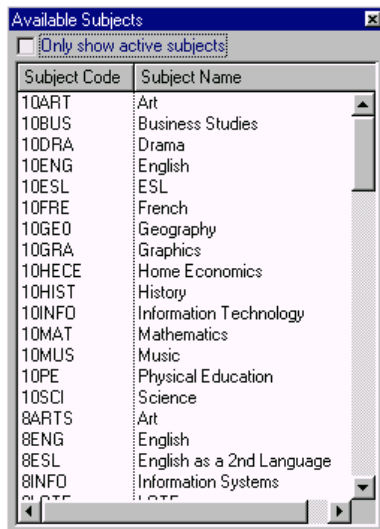 Available Subjects
Only show active subjects
Subject Code Subject Name
10ART Art
10BUS Business Studies
10DRA Drama
10ENG English
10ESL ESL
10FRE French
10GEO Geography
10GRA Graphics
10HECE Home Economics
10HIST History
10INFO Information Technology
10MAT Mathematics
10MUS Music
10PE Physical Education
10SCI Science
8ARTS Art
8ENG English
8ESL English as a 2nd Language
8INFO Information Systems